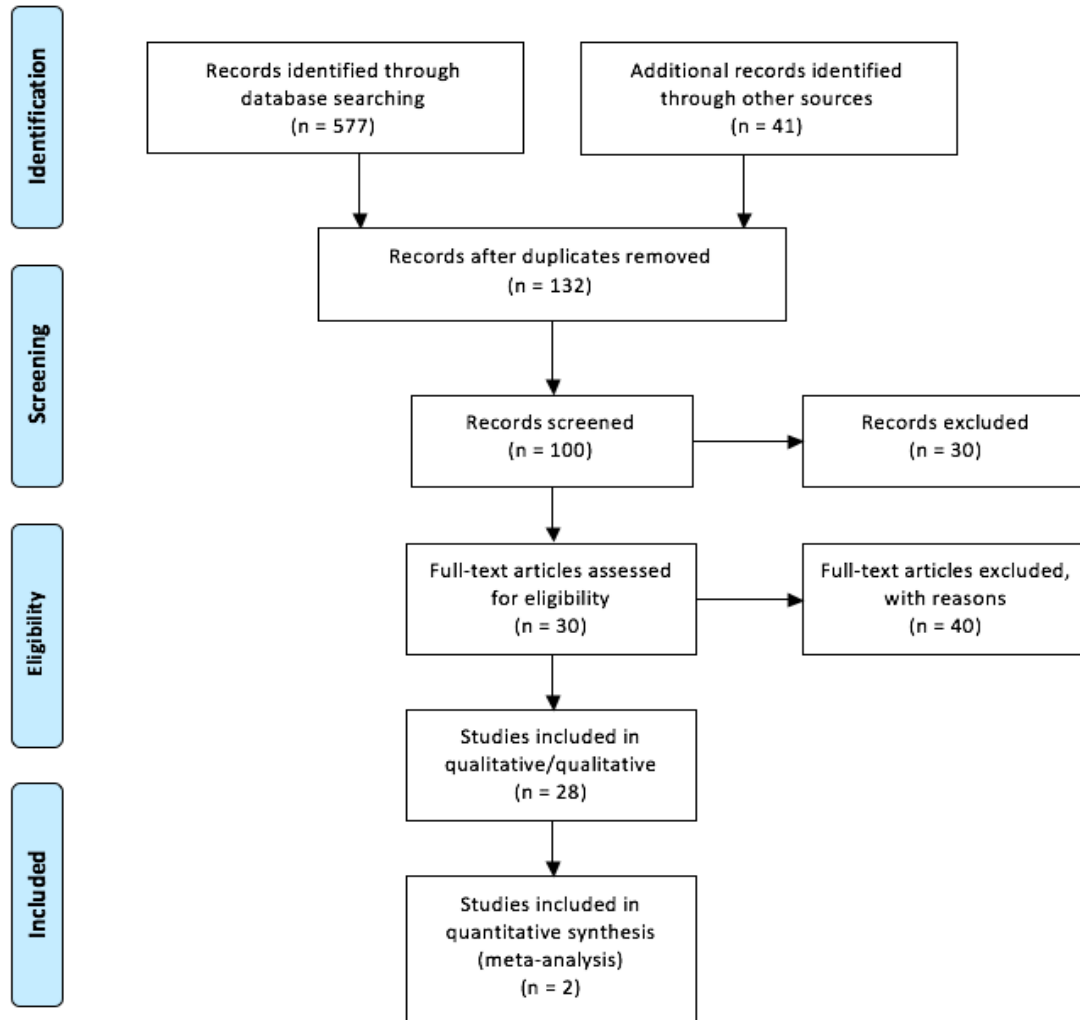 Identification
Records identified through
database searching
(n = 577)
Additional records identified
through other sources
(n = 41)
Records after duplicates removed
(n = 132)
Screening
Records screened
(n = 100)
Records excluded
(n = 30)
Eligibility
Full-text articles assessed
for eligibility
(n = 30)
Full-text articles excluded,
with reasons
(n = 40)
Studies included in
qualitative/qualitative
(n = 28)
Included
Studies included in
quantitative synthesis
(meta-analysis)
(n = 2)